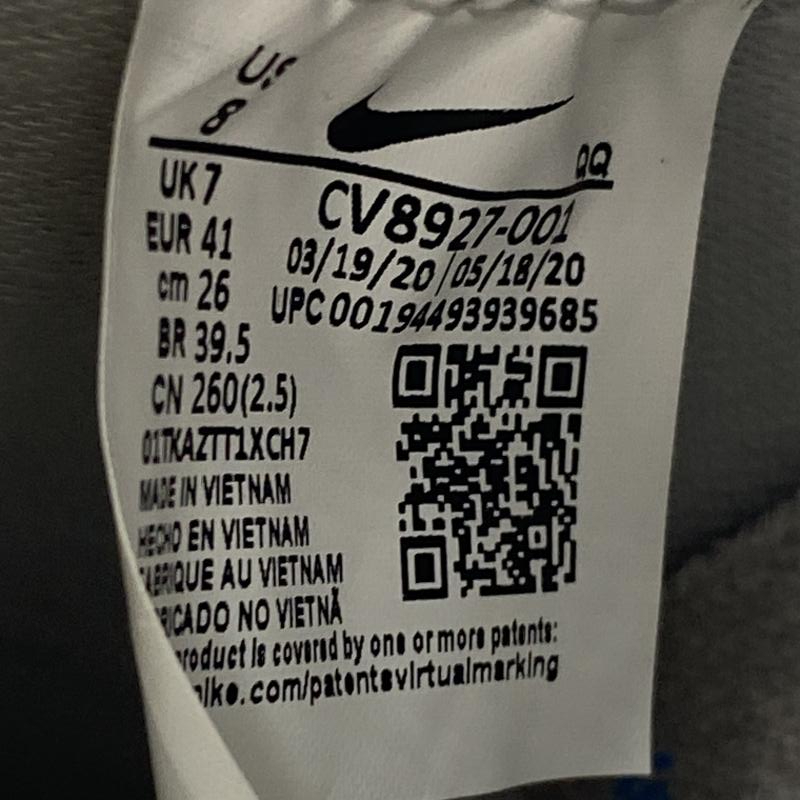 US
8
QQ
UK 7
CV8927-001
EUR 41
03/19/20 / 05/18/20
cm 26
UPC 00194493939685
BR 39.5
CN 260(2.5)
01TKAZTT1XCH7
MADE IN VIETNAM
HECHO EN VIETNAM
FABRIQUE AU VIETNAM
RICADO NO VIETNÃ
product is covered by one or more patents:
nike.com/patentsvirtualmarking